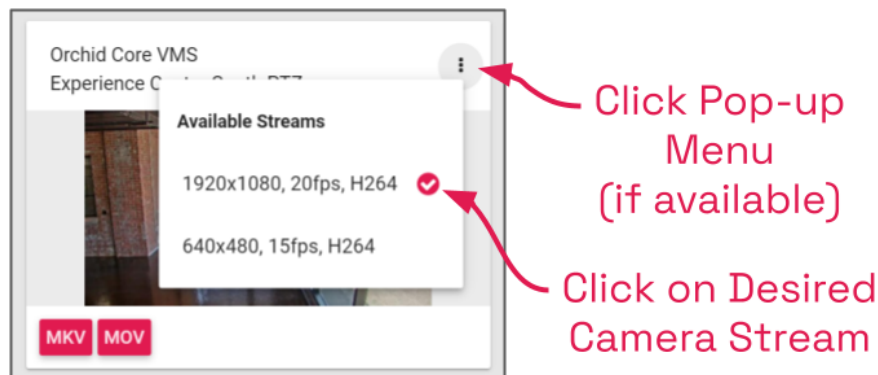 Orchid Core VMS
Experience
Available Streams
1920x1080, 20fps, H264
640x480, 15fps, H264
MKV MOV
Click Pop-up
Menu
(if available)
Click on Desired
Camera Stream